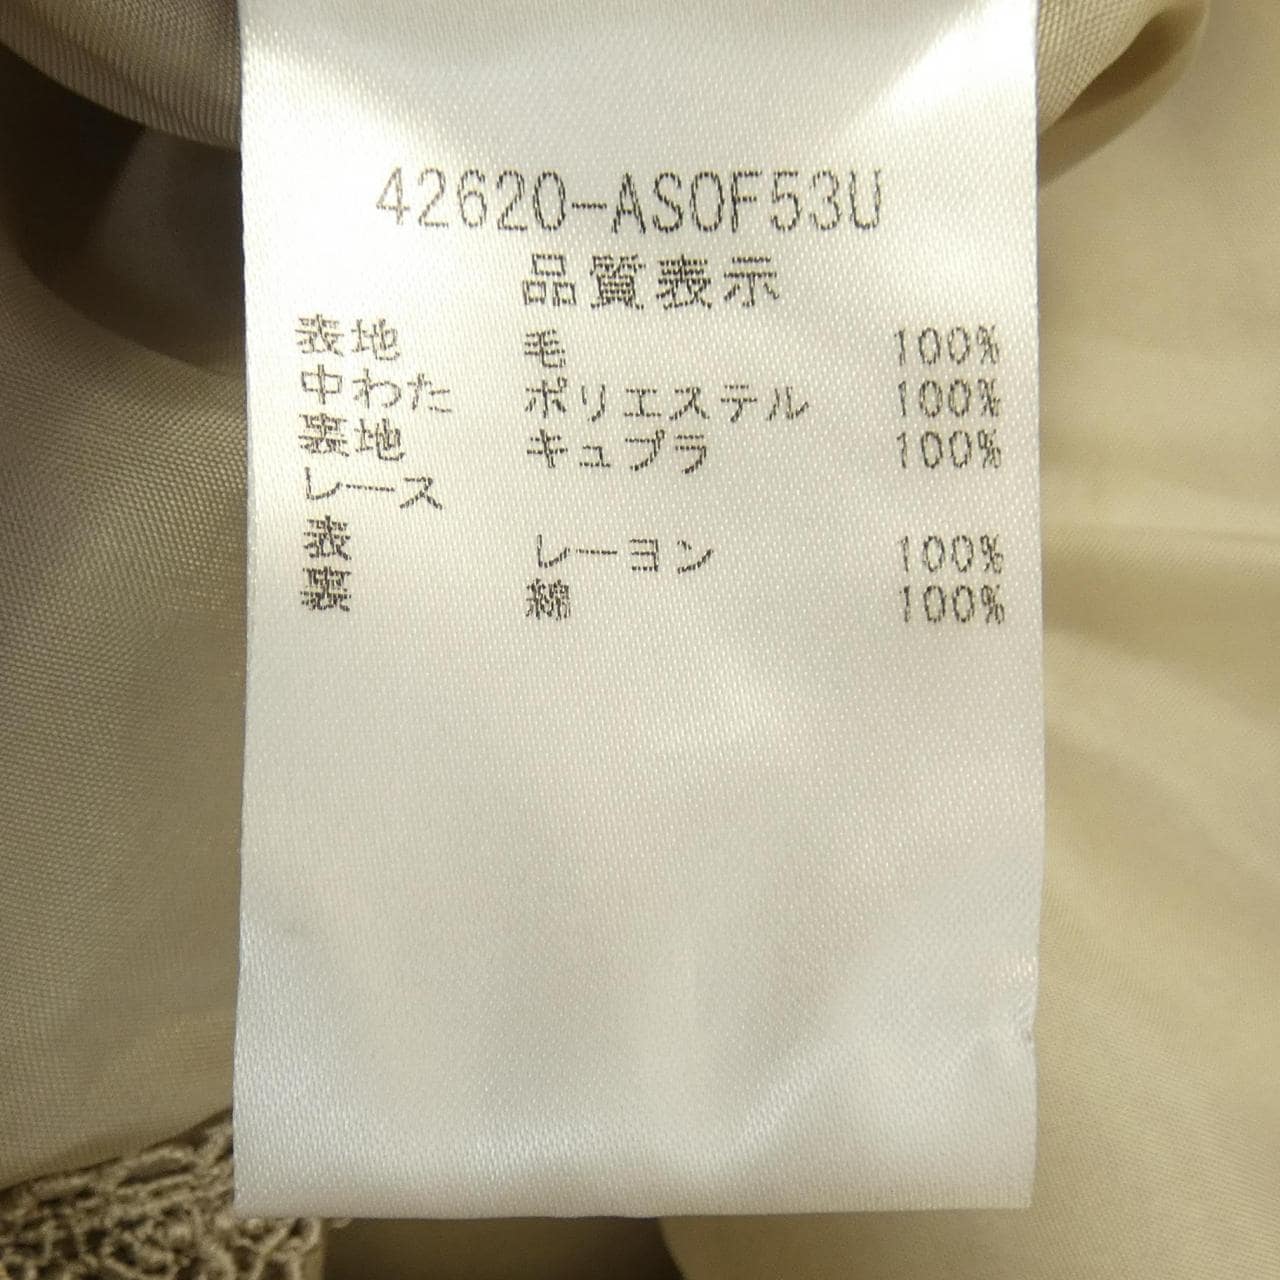 42620-ASOF53U
品質表示
表地 毛 100%
中わた ポリエステル 100%
裏地 キュプラ 100%
レース
表 レーヨン 100%
裏 綿 100%